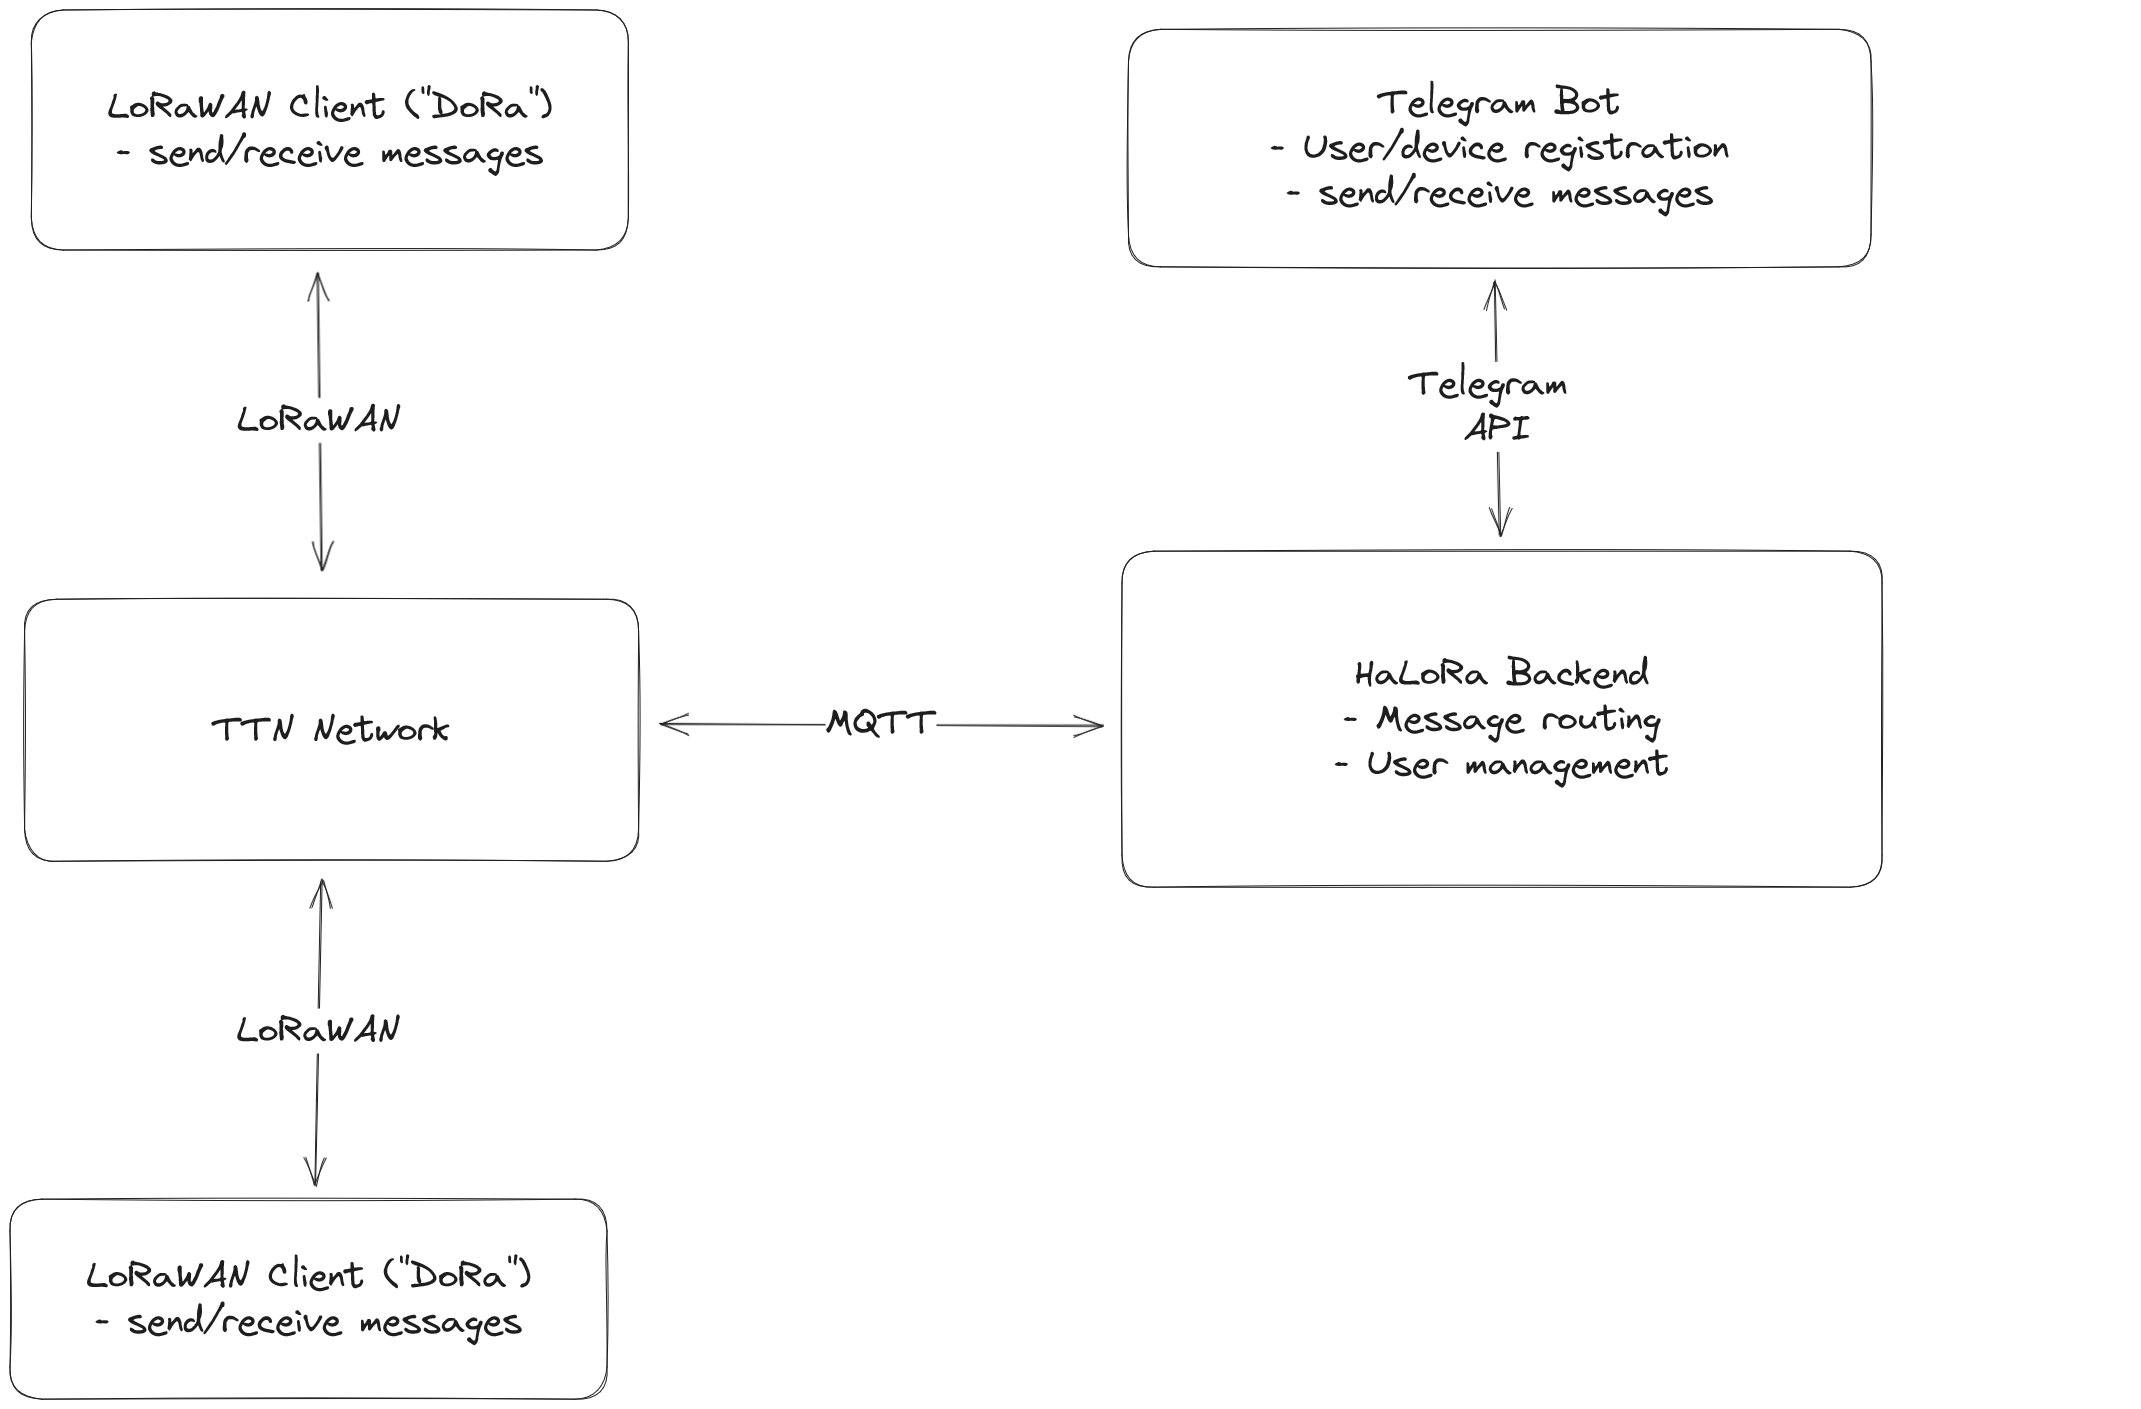 LoRaWAN Client ("DoRa")
- send/receive messages
Telegram Bot
- User/device registration
- send/receive messages
LoRaWAN
Telegram
API
TTN Network
MQTT
HaLoRa Backend
- Message routing
- User management
LoRaWAN
LoRaWAN Client ("DoRa")
- send/receive messages